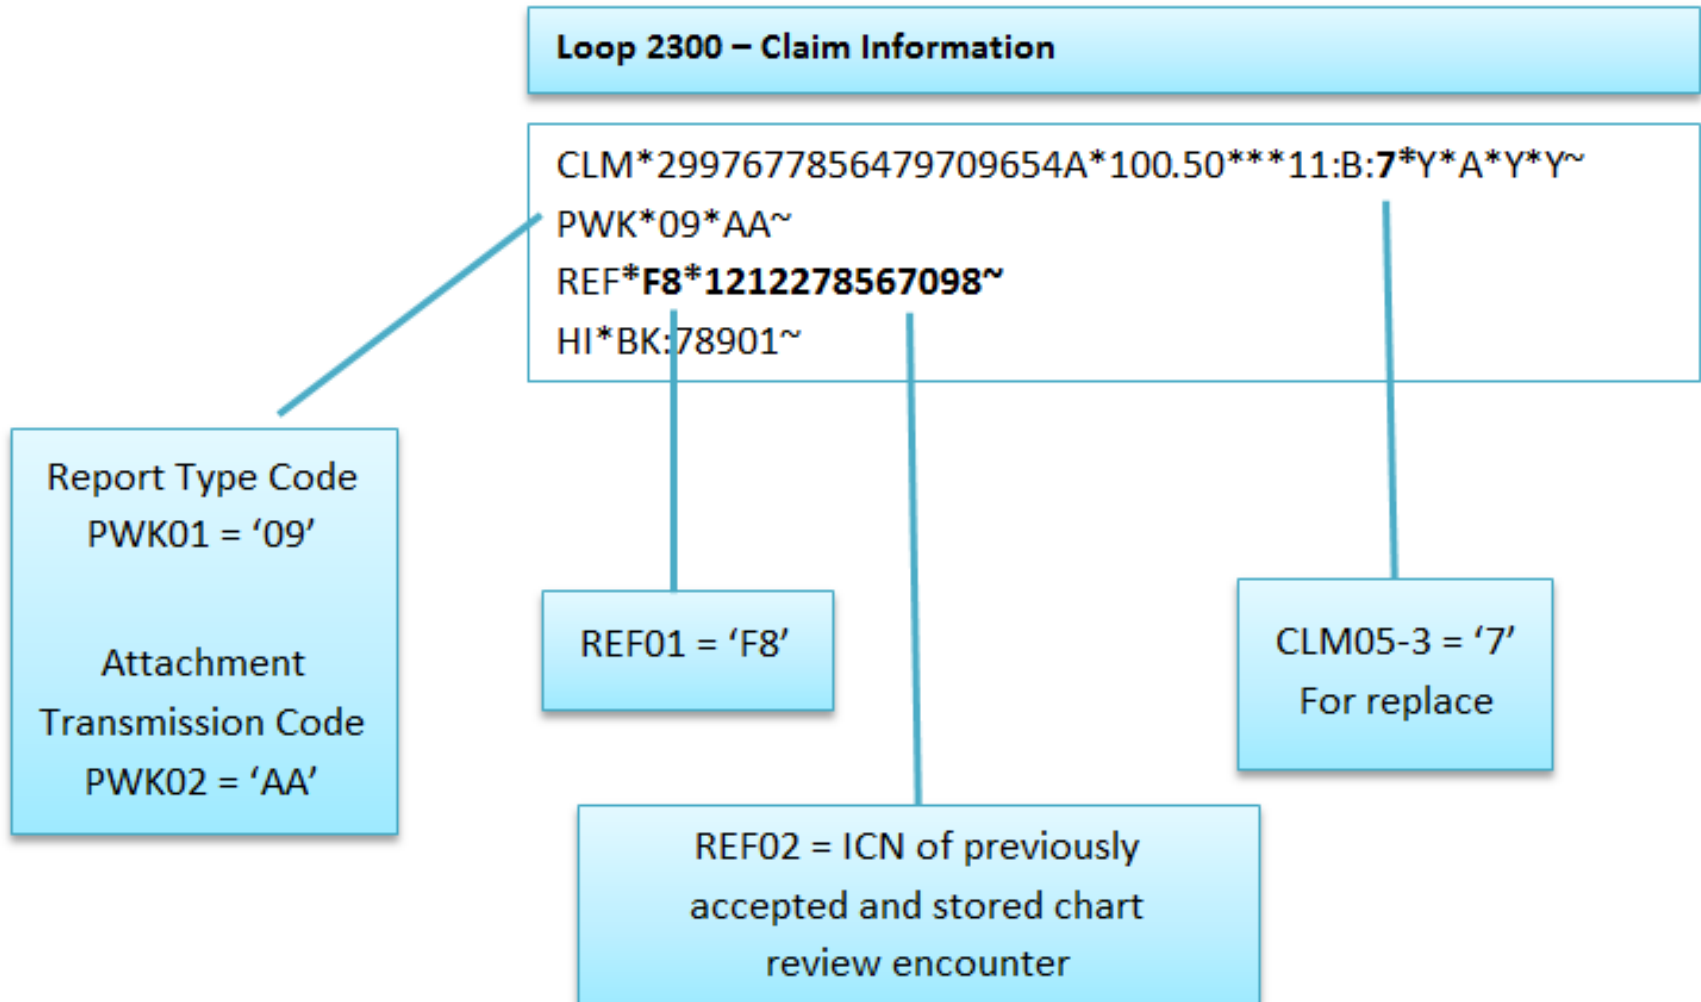 Loop 2300 – Claim Information
CLM*2997677856479709654A*100.50***11:B:7*Y*A*Y*Y~
PWK*09*AA~
REF*F8*1212278567098~
HI*BK:78901~
Report Type Code
PWK01 = ‘09’
Attachment
Transmission Code
PWK02 = ‘AA’
REF01 = ‘F8’
CLM05-3 = ‘7’
For replace
REF02 = ICN of previously
accepted and stored chart
review encounter